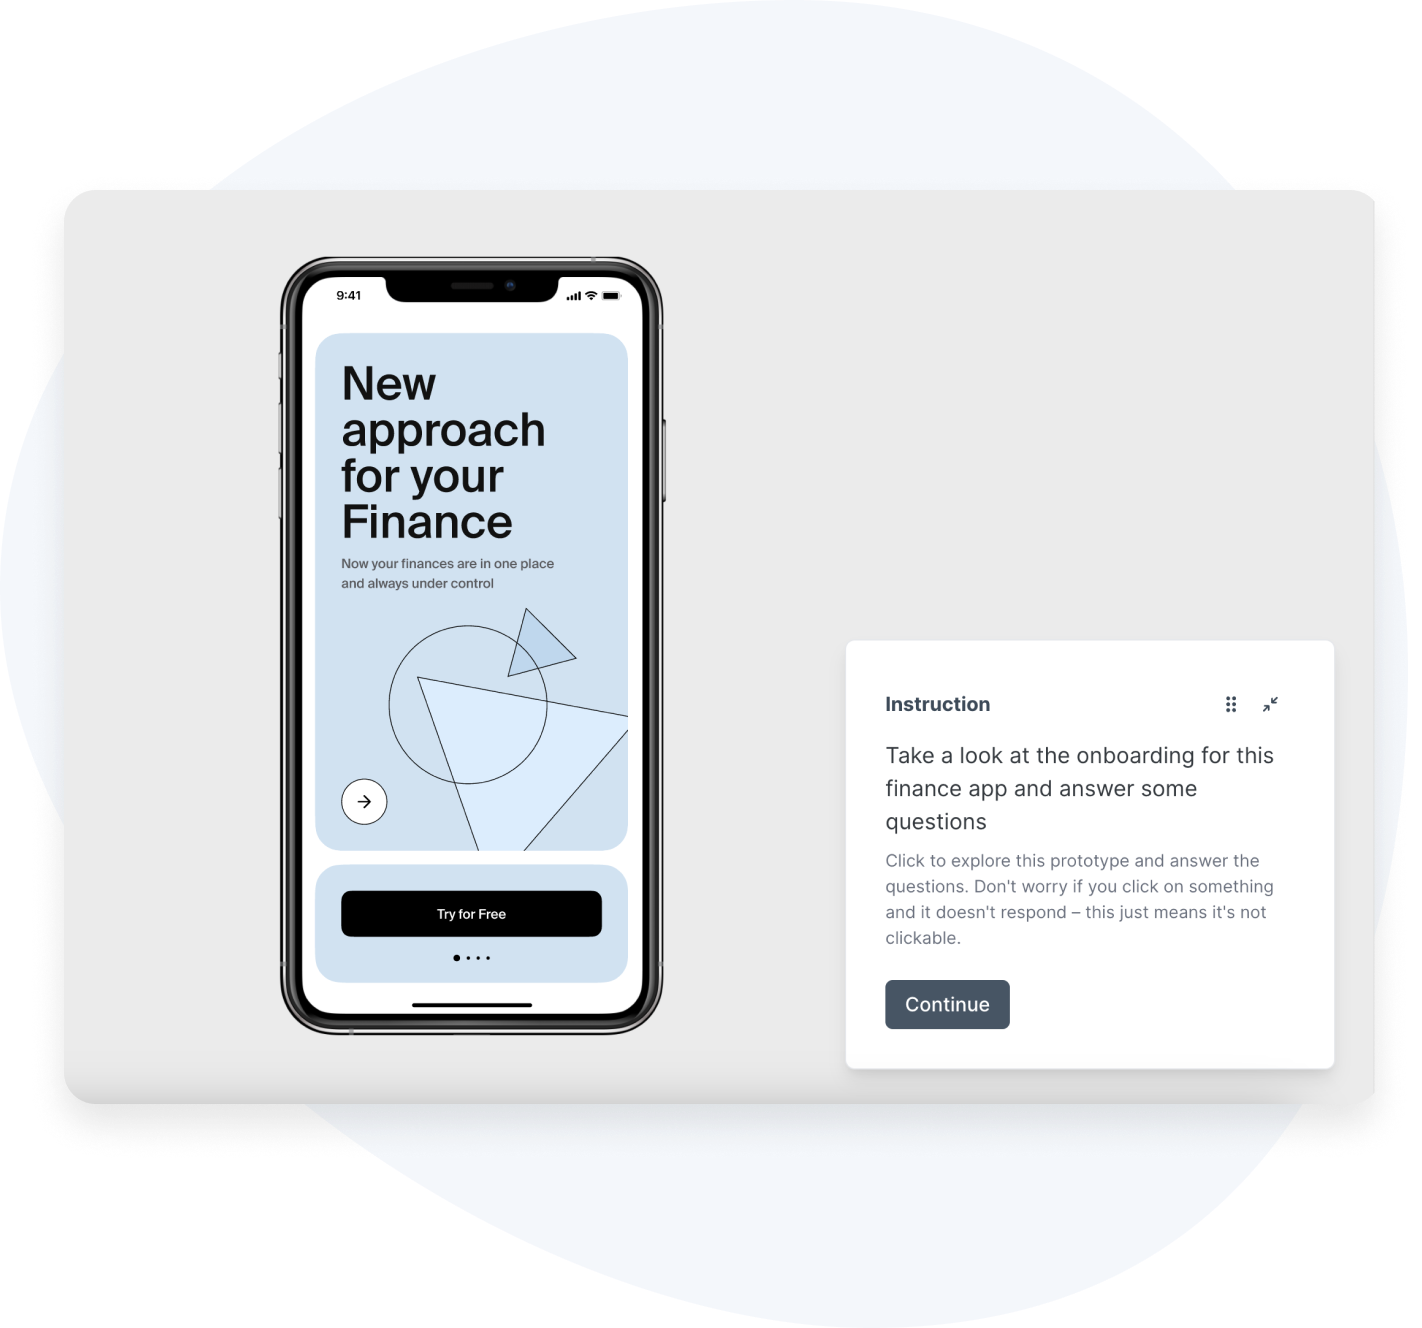 9:41
New
approach
for your
Finance
Now your finances are in one place
and always under control
Try for Free
Instruction
Take a look at the onboarding for this
finance app and answer some
questions
Click to explore this prototype and answer the
questions. Don't worry if you click on something
and it doesn't respond – this just means it's not
clickable.
Continue